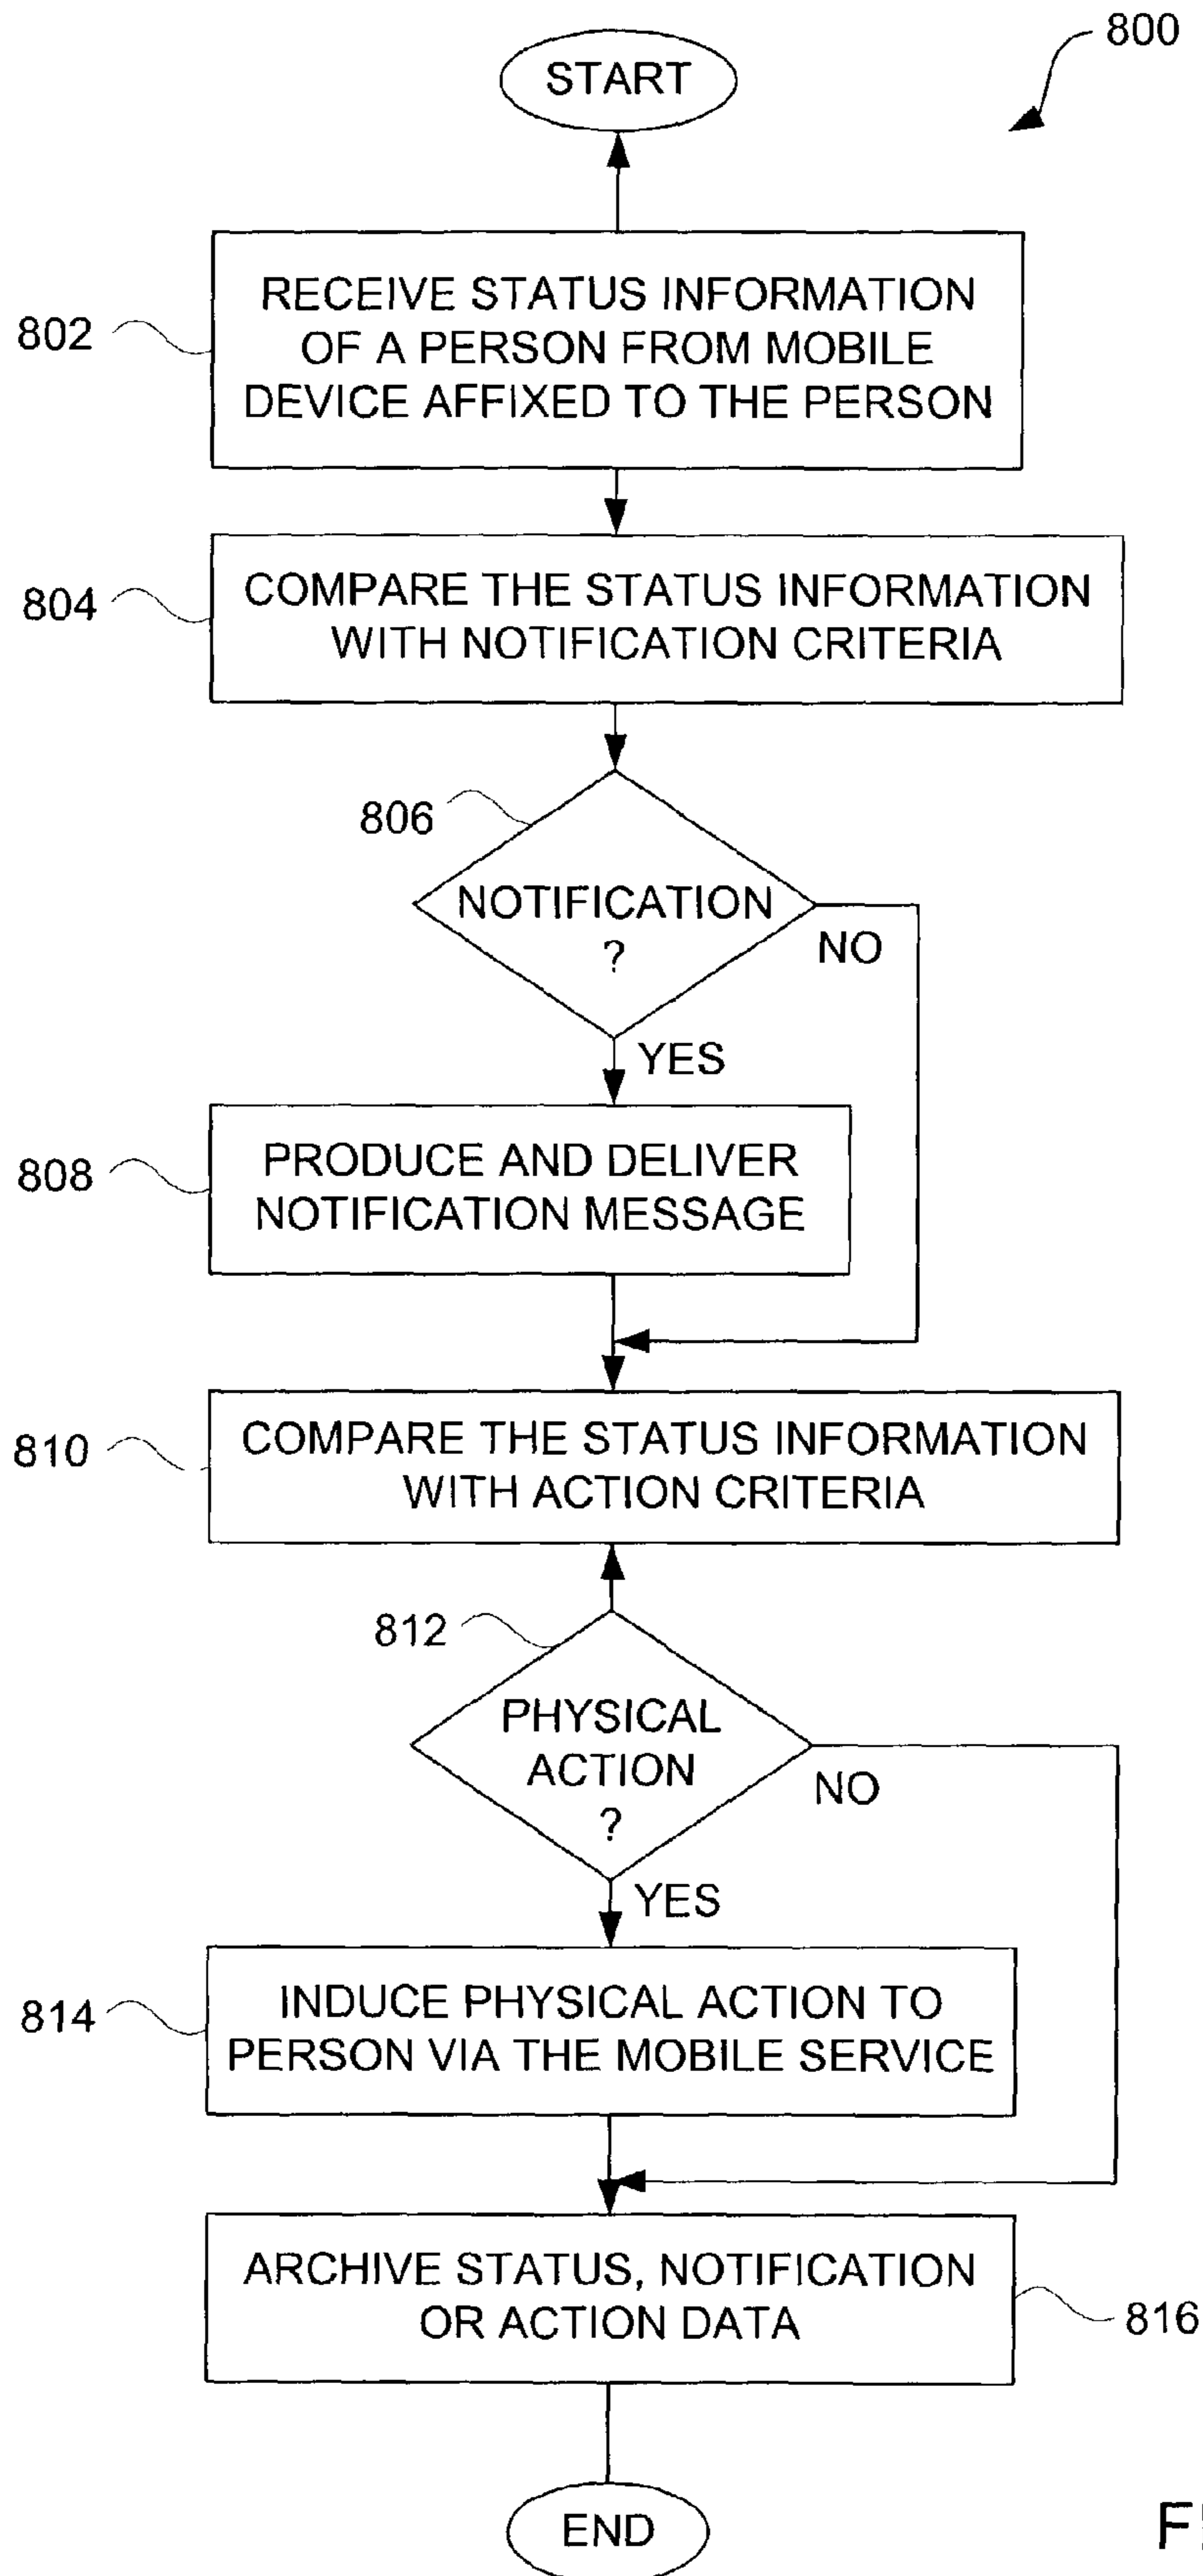 800
START
802
RECEIVE STATUS INFORMATION
OF A PERSON FROM MOBILE
DEVICE AFFIXED TO THE PERSON
804
COMPARE THE STATUS INFORMATION
WITH NOTIFICATION CRITERIA
806
NOTIFICATION
?
NO
YES
808
PRODUCE AND DELIVER
NOTIFICATION MESSAGE
810
COMPARE THE STATUS INFORMATION
WITH ACTION CRITERIA
812
PHYSICAL
ACTION
?
NO
YES
814
INDUCE PHYSICAL ACTION TO
PERSON VIA THE MOBILE SERVICE
ARCHIVE STATUS, NOTIFICATION
OR ACTION DATA
816
END